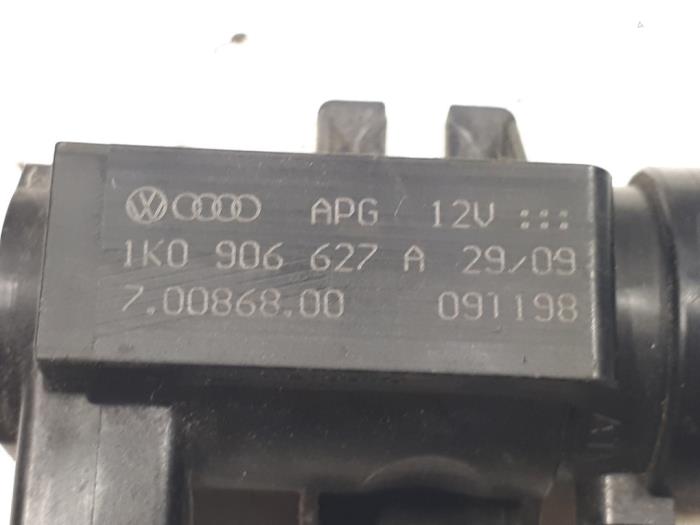 APG 12V :::
1K0 906 627 A 29/09
7.00868.00 091198